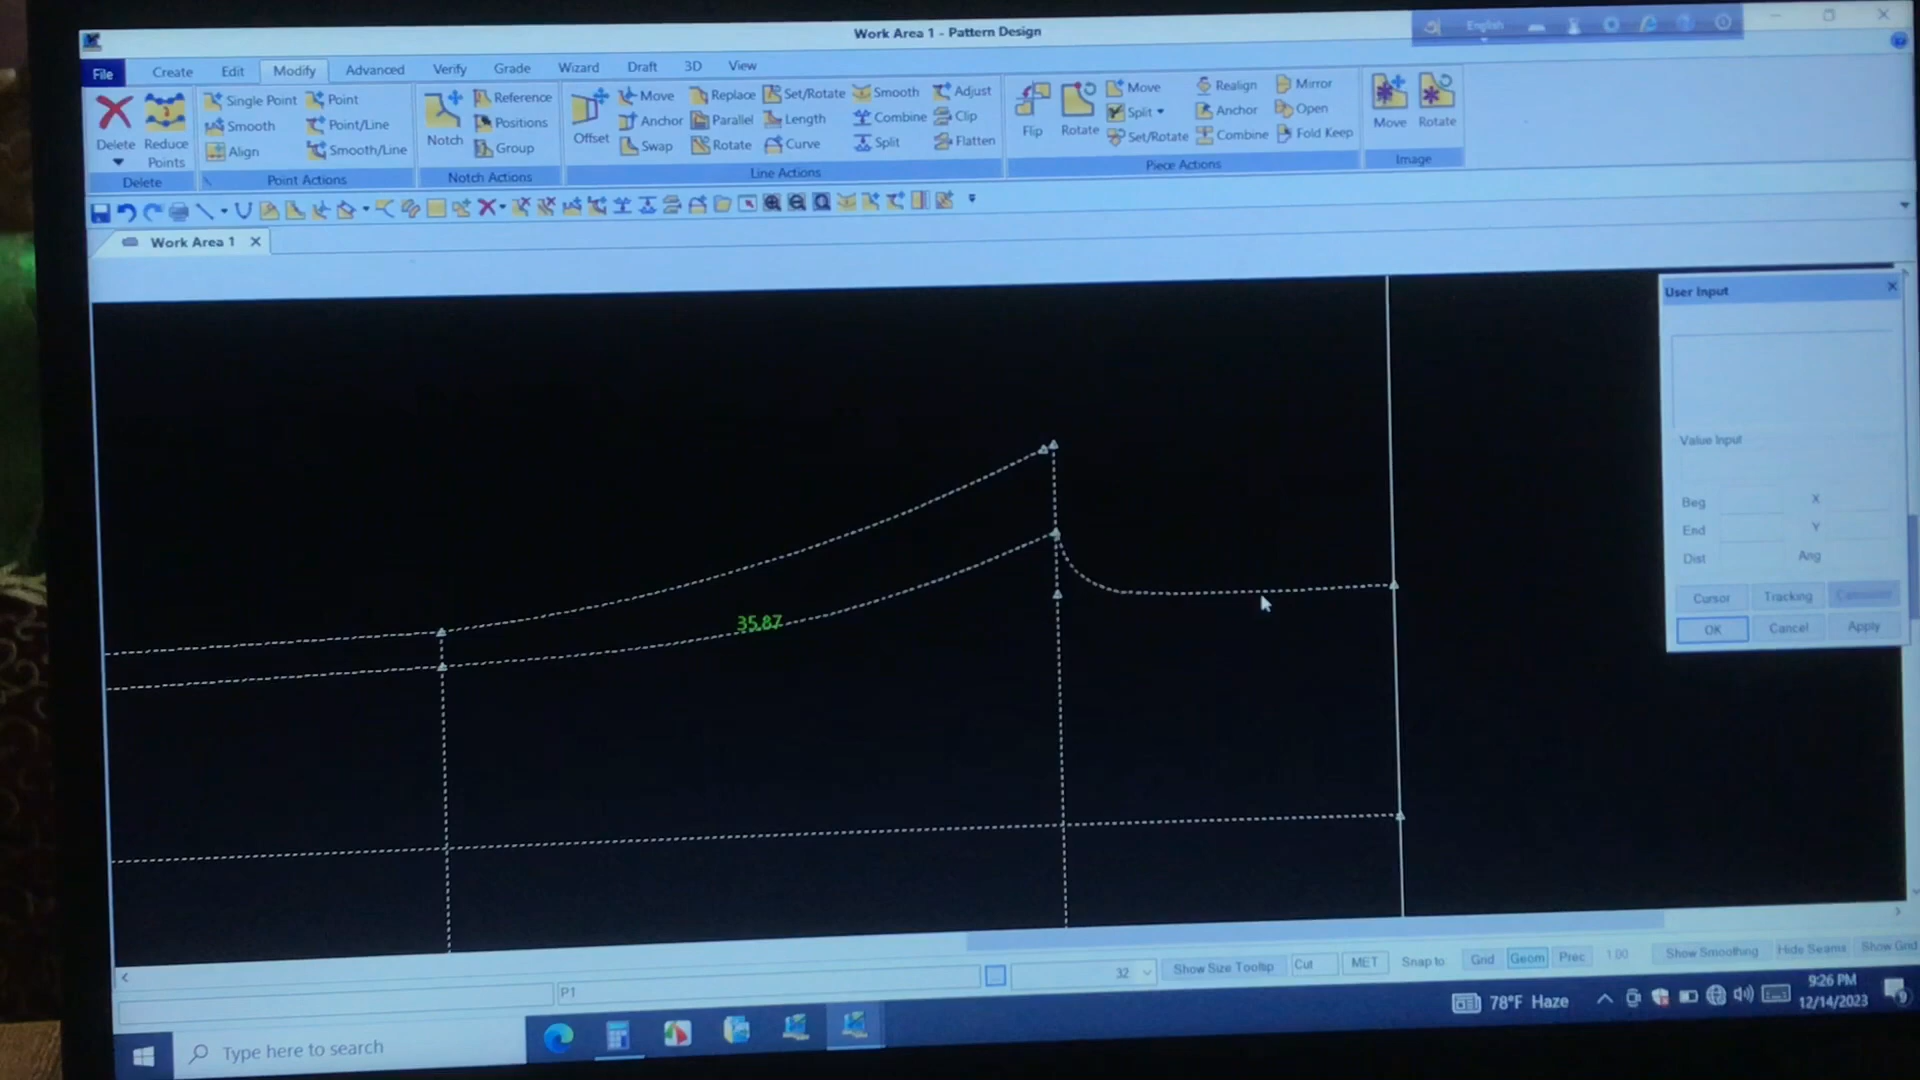 Work Area 1 - Pattern Design
English
File Create Edit Modify Advanced Verify Grade Wizard Draft 3D View
Delete
Reduce Points
Delete
Single Point
Point
Smooth
Point/Line
Align
Smooth/Line
Point Actions
Notch
Reference
Positions
Group
Notch Actions
Offset
Move Replace Set/Rotate Smooth Adjust
Anchor Parallel Length Combine Clip
Swap Rotate Curve Split Flatten
Line Actions
Flip
Rotate
Move Realign Mirror
Split Anchor Open
Set/Rotate Combine Fold Keep
Piece Actions
Move
Rotate
Image
Work Area 1
User Input
Value Input
Beg X
End Y
Dist Ang
Cursor Tracking
OK Cancel Apply
35.87
32
Show Size Tooltip
Cut
MET
Snap to
Grid
Geom
Prec
1.00
Show Smoothing
Hide Seams
Show Grid
P1
Type here to search
78°F Haze
9:26 PM
12/14/2023
9